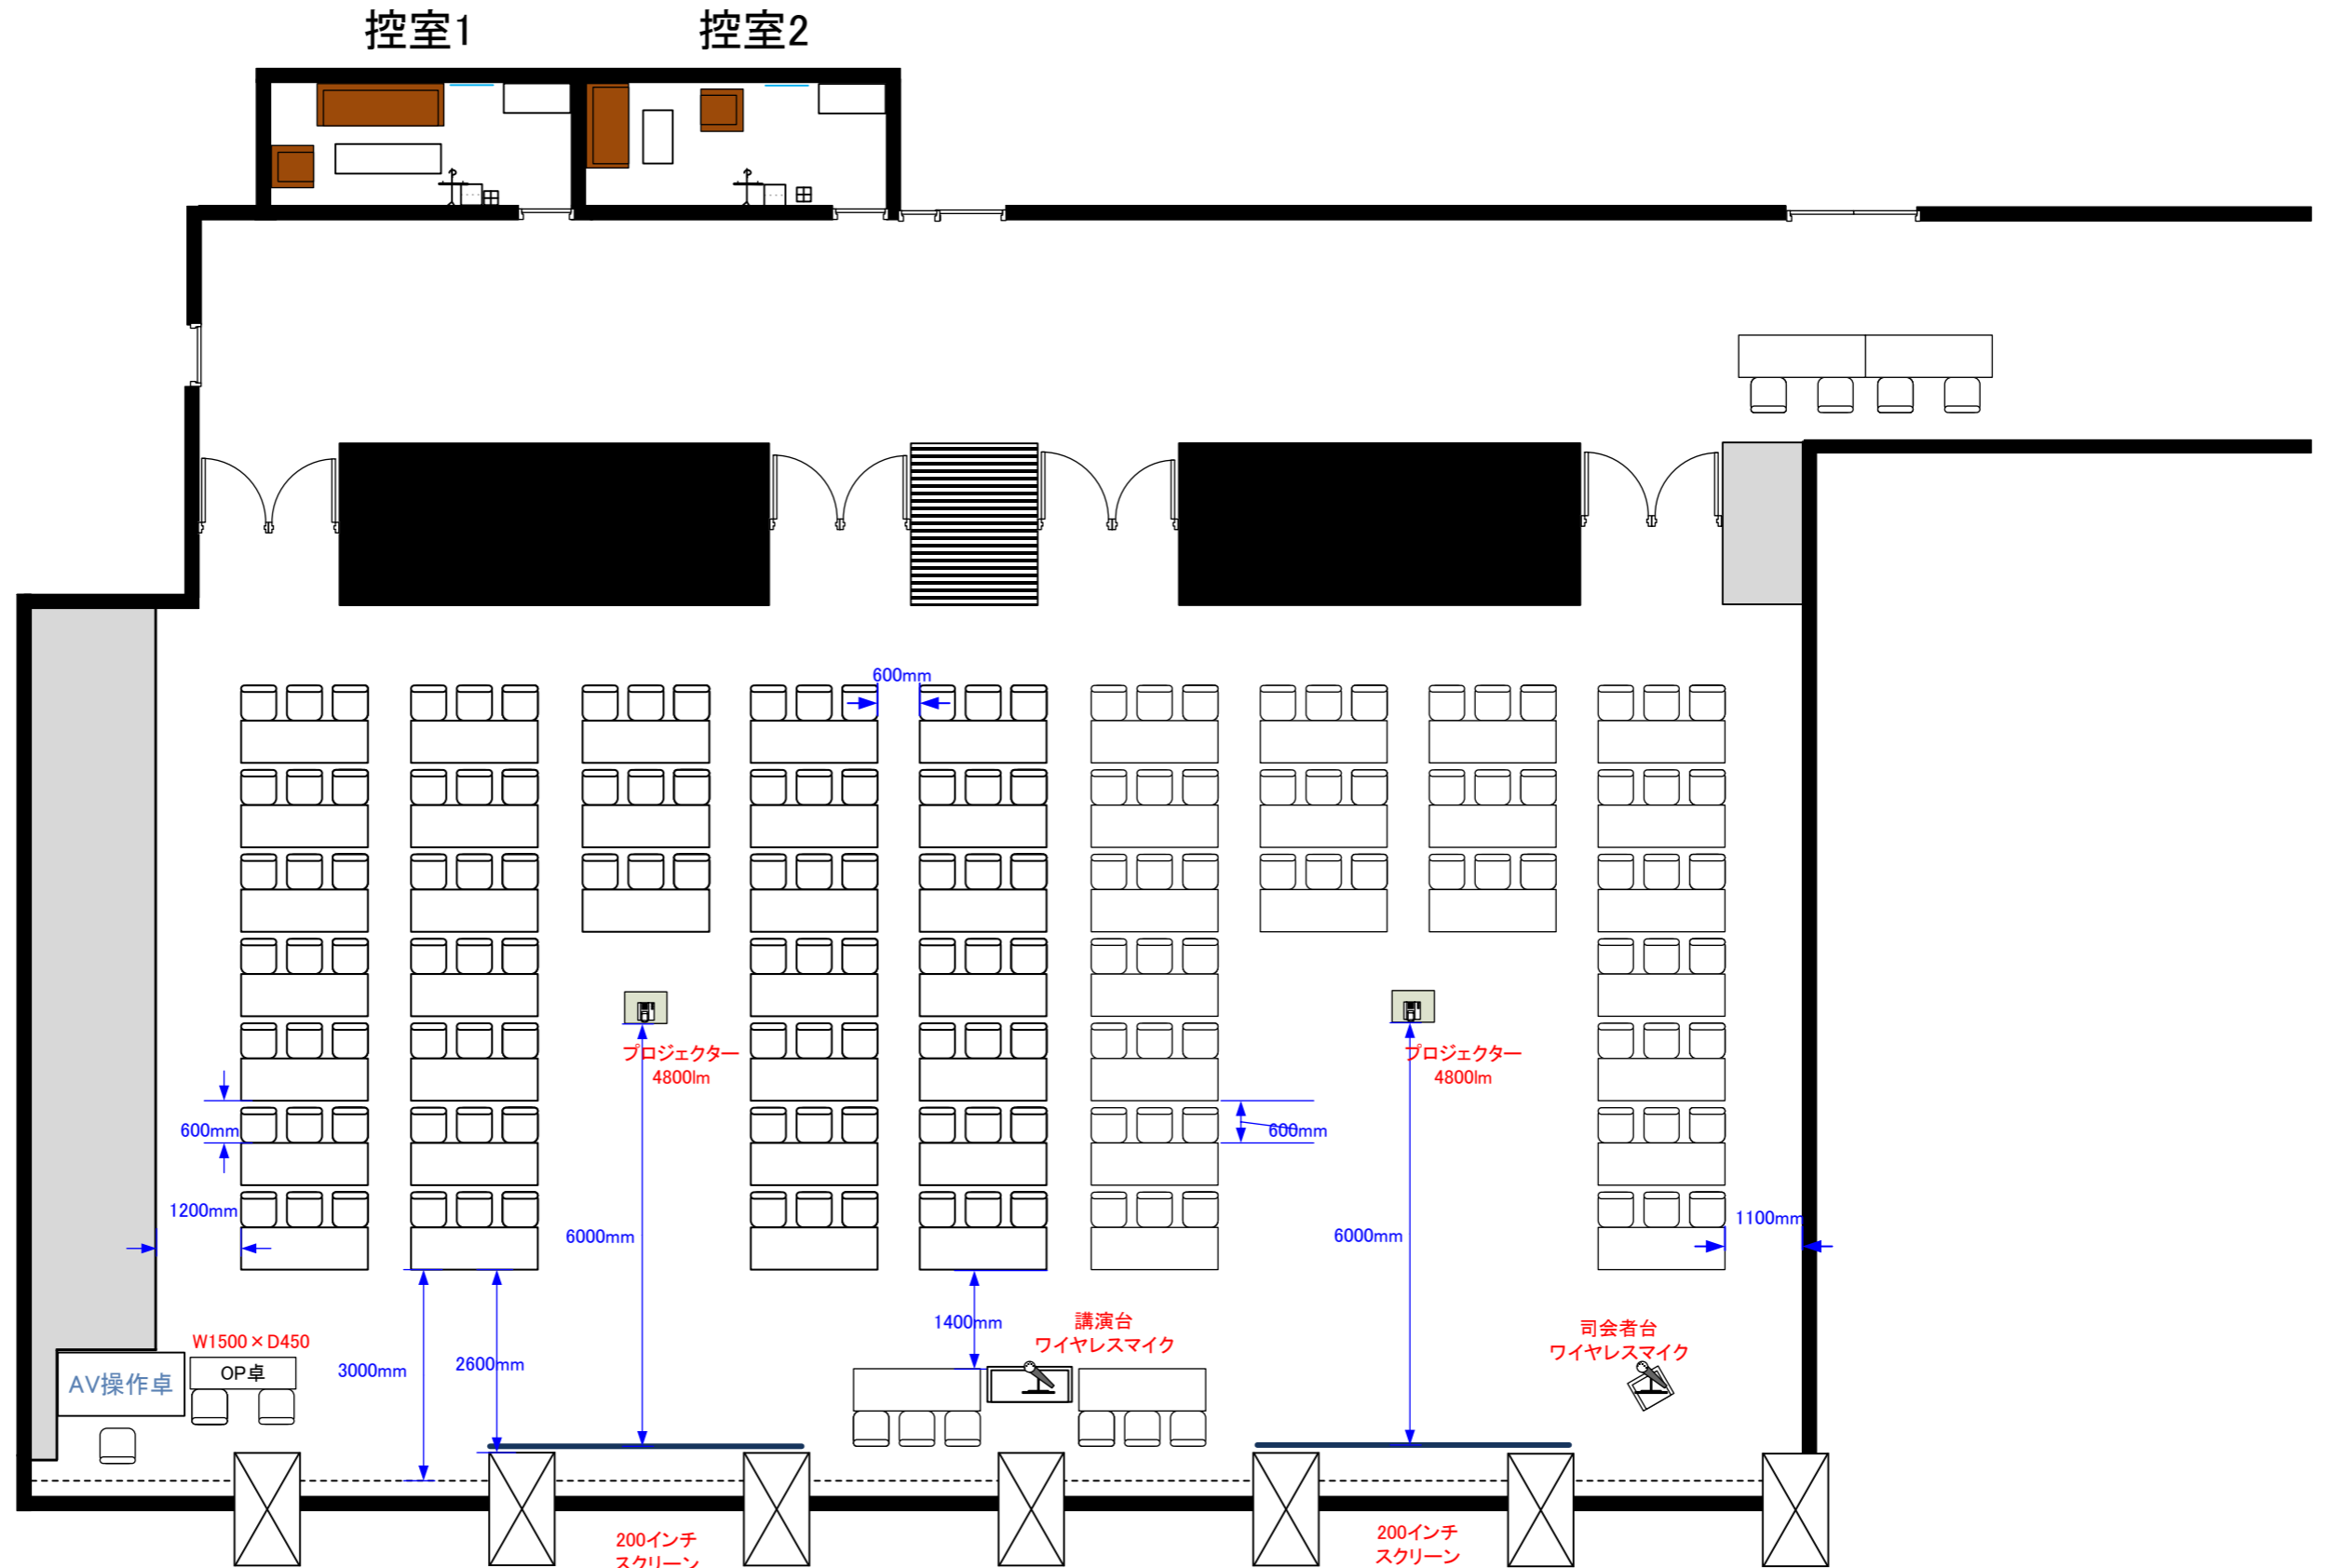 控室1
控室2
600mm
プロジェクター
4800lm
プロジェクター
4800lm
600mm
600mm
1200mm
1100mm
6000mm
6000mm
1400mm
講演台
ワイヤレスマイク
司会者台
ワイヤレスマイク
W1500×D450
OP卓
AV操作卓
3000mm
2600mm
200インチ
スクリーン
200インチ
スクリーン